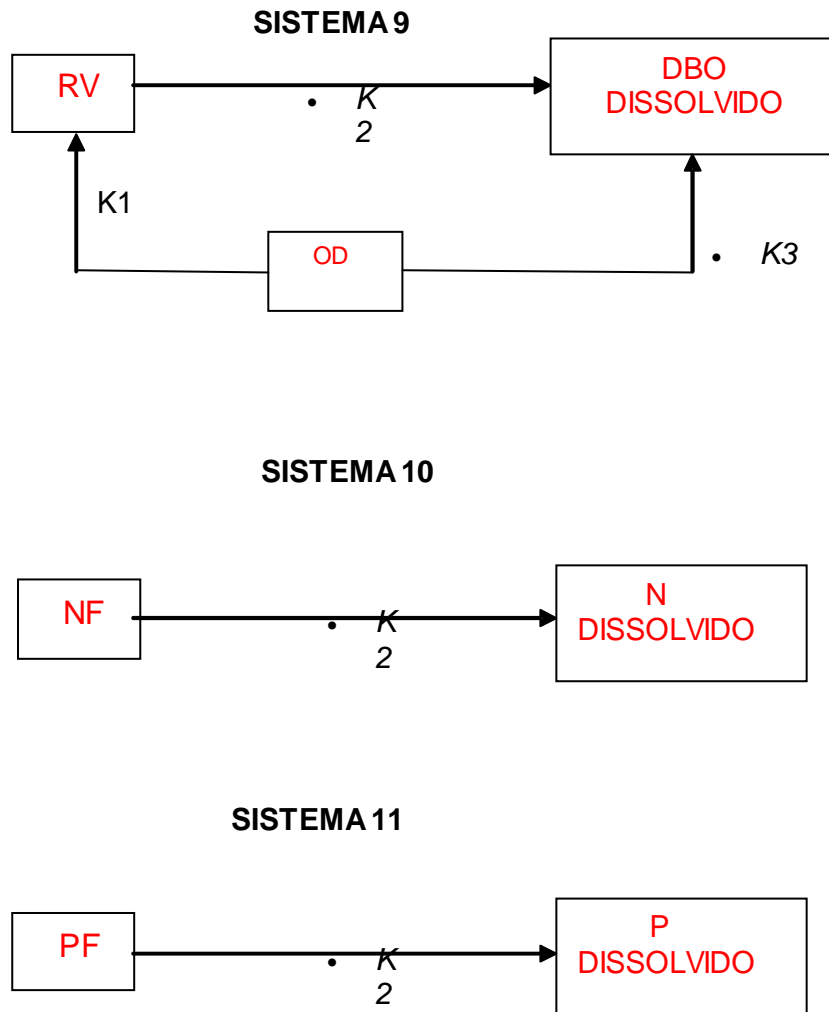 SISTEMA 9
RV
DBO
DISSOLVIDO
• K
2
K1
OD
• K3
SISTEMA 10
NF
N
DISSOLVIDO
• K
2
SISTEMA 11
PF
P
DISSOLVIDO
• K
2